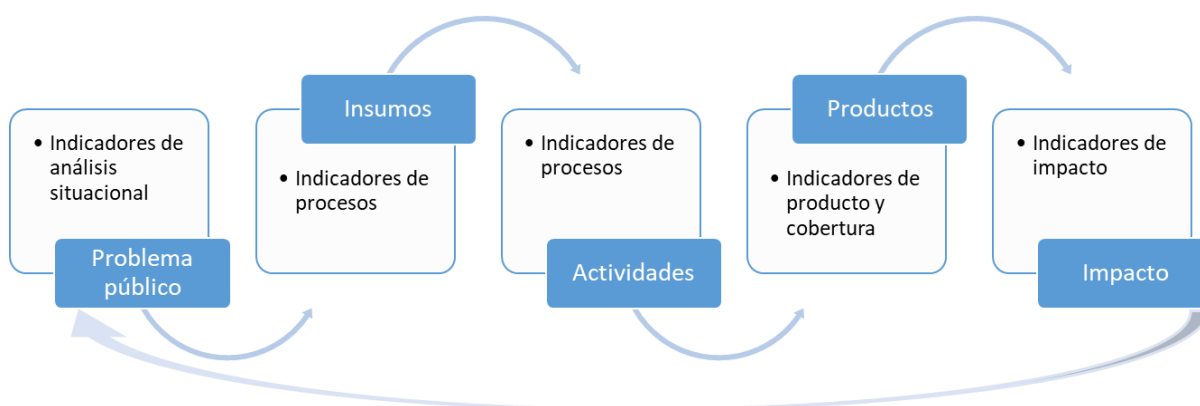 • Indicadores de
análisis
situacional
Problema
público
Insumos
• Indicadores de
procesos
• Indicadores de
procesos
Actividades
Productos
• Indicadores de
producto y
cobertura
• Indicadores de
impacto
Impacto